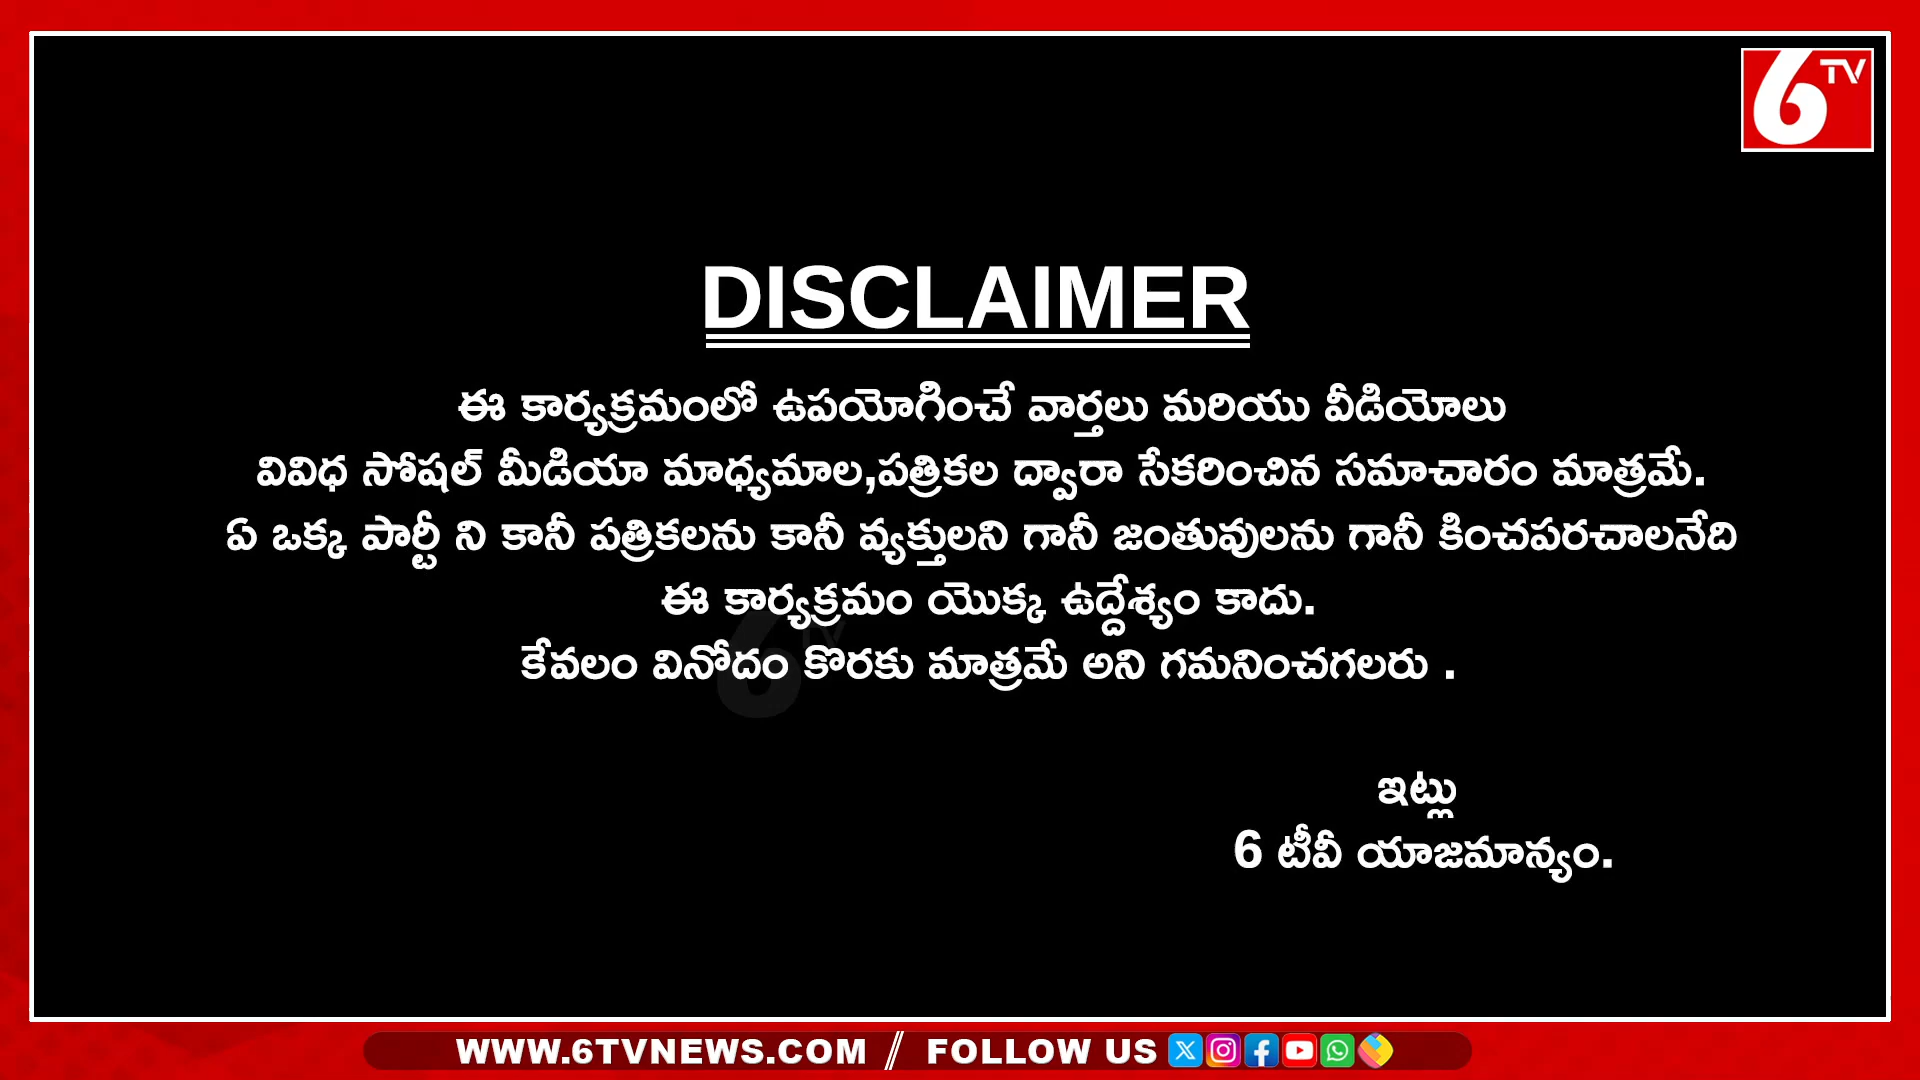 6 TV
DISCLAIMER
ఈ కార్యక్రమంలో ఉపయోగించే వార్తలు మరియు వీడియోలు
వివిధ సోషల్ మీడియా మాధ్యమాల,పత్రికల ద్వారా సేకరించిన సమాచారం మాత్రమే.
ఏ ఒక్క పార్టీ ని కానీ పత్రికలను కానీ వ్యక్తులని గానీ జంతువులను గానీ కించపరచాలనేది
ఈ కార్యక్రమం యొక్క ఉద్దేశ్యం కాదు.
కేవలం వినోదం కొరకు మాత్రమే అని గమనించగలరు .
ఇట్లు
6 టీవీ యాజమాన్యం.
WWW.6TVNEWS.COM // FOLLOW US